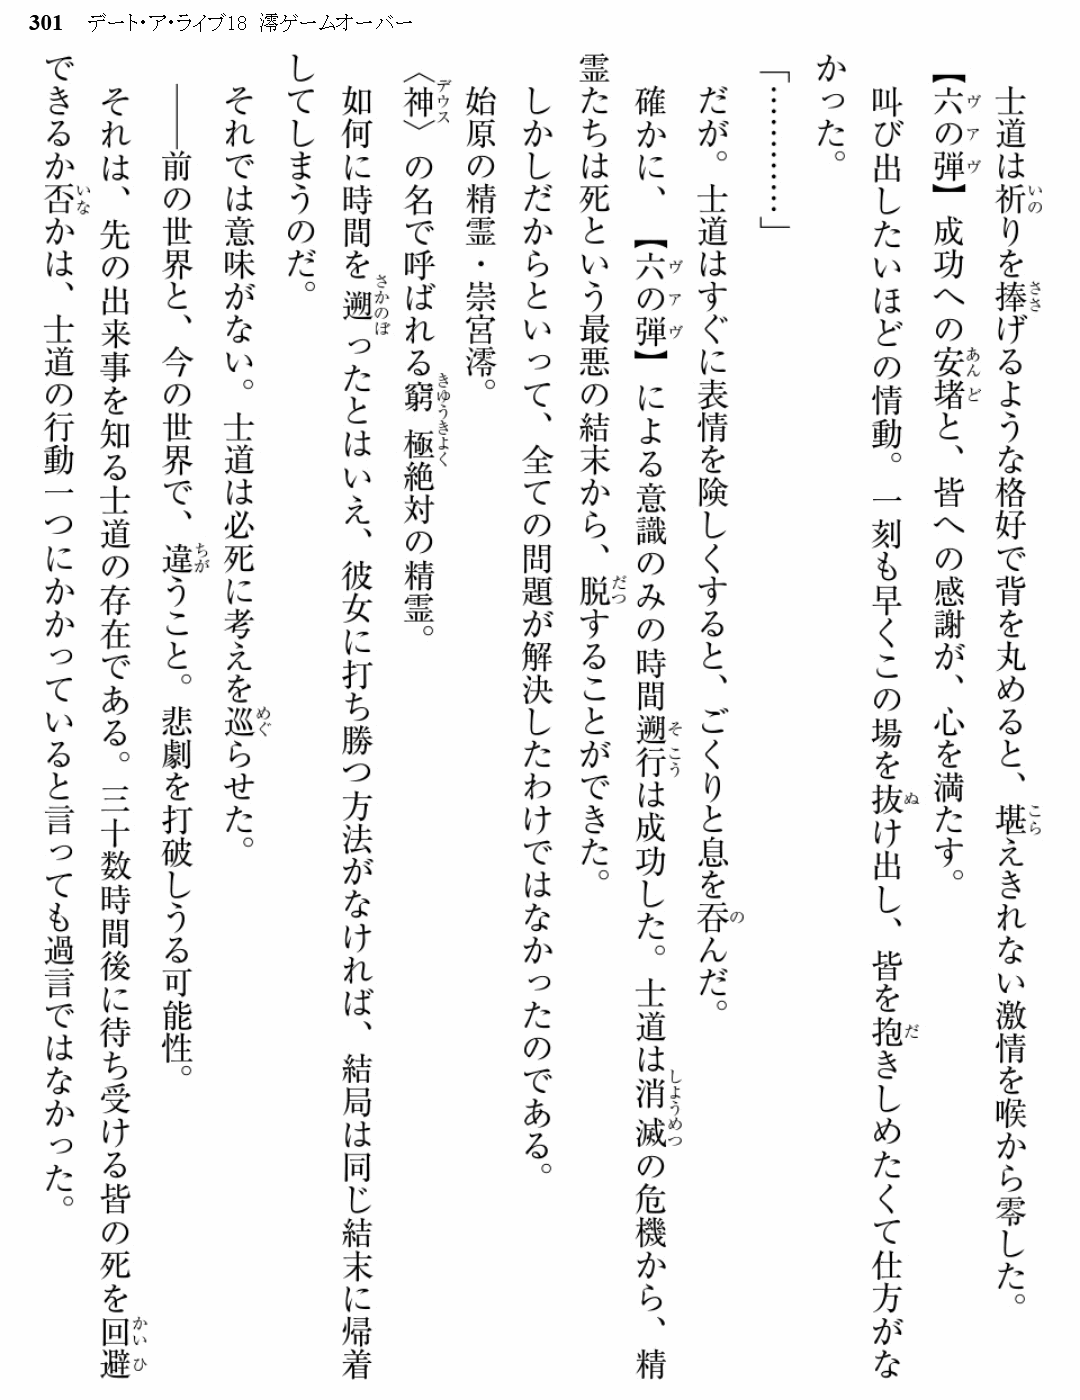 301 デート・ア・ライブ18 澪ゲームオーバー
士道は祈りを捧げるような格好で背を丸めると、堪えきれない激情を喉から零した。
【六の弾】成功への安堵と、皆への感謝が、心を満たす。
叫び出したいほどの情動。一刻も早くこの場を抜け出し、皆を抱きしめたくて仕方がな
かった。
「…………」
だが。士道はすぐに表情を険しくすると、ごくりと息を呑んだ。
確かに、【六の弾】による意識のみの時間遡行は成功した。士道は消滅の危機から、精
霊たちは死という最悪の結末から、脱することができた。
しかしだからといって、全ての問題が解決したわけではなかったのである。
始原の精霊・崇宮澪。
〈神〉の名で呼ばれる窮極絶対の精霊。
如何に時間を遡ったとはいえ、彼女に打ち勝つ方法がなければ、結局は同じ結末に帰着
してしまうのだ。
それでは意味がない。士道は必死に考えを巡らせた。
――前の世界と、今の世界で、違うこと。悲劇を打破しうる可能性。
それは、先の出来事を知る士道の存在である。三十数時間後に待ち受ける皆の死を回避
できるか否かは、士道の行動一つにかかっていると言っても過言ではなかった。